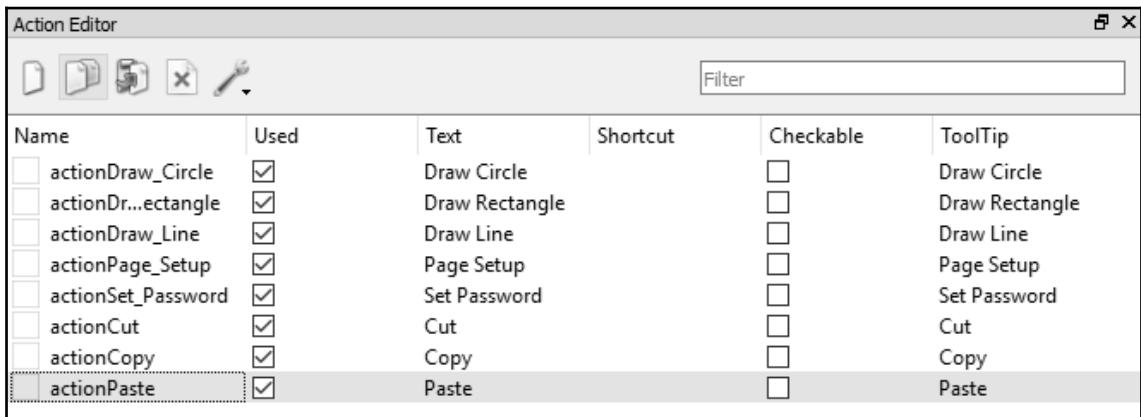 Action Editor
Filter
Name Used Text Shortcut Checkable ToolTip
actionDraw_Circle Draw Circle Draw Circle
actionDr...ectangle Draw Rectangle Draw Rectangle
actionDraw_Line Draw Line Draw Line
actionPage_Setup Page Setup Page Setup
actionSet_Password Set Password Set Password
actionCut Cut Cut
actionCopy Copy Copy
actionPaste Paste Paste